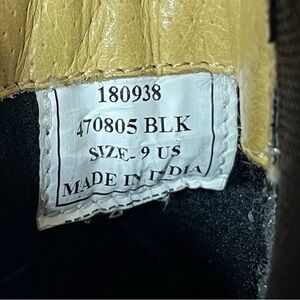 180938
470805 BLK
SIZE- 9 US
MADE IN INDIA